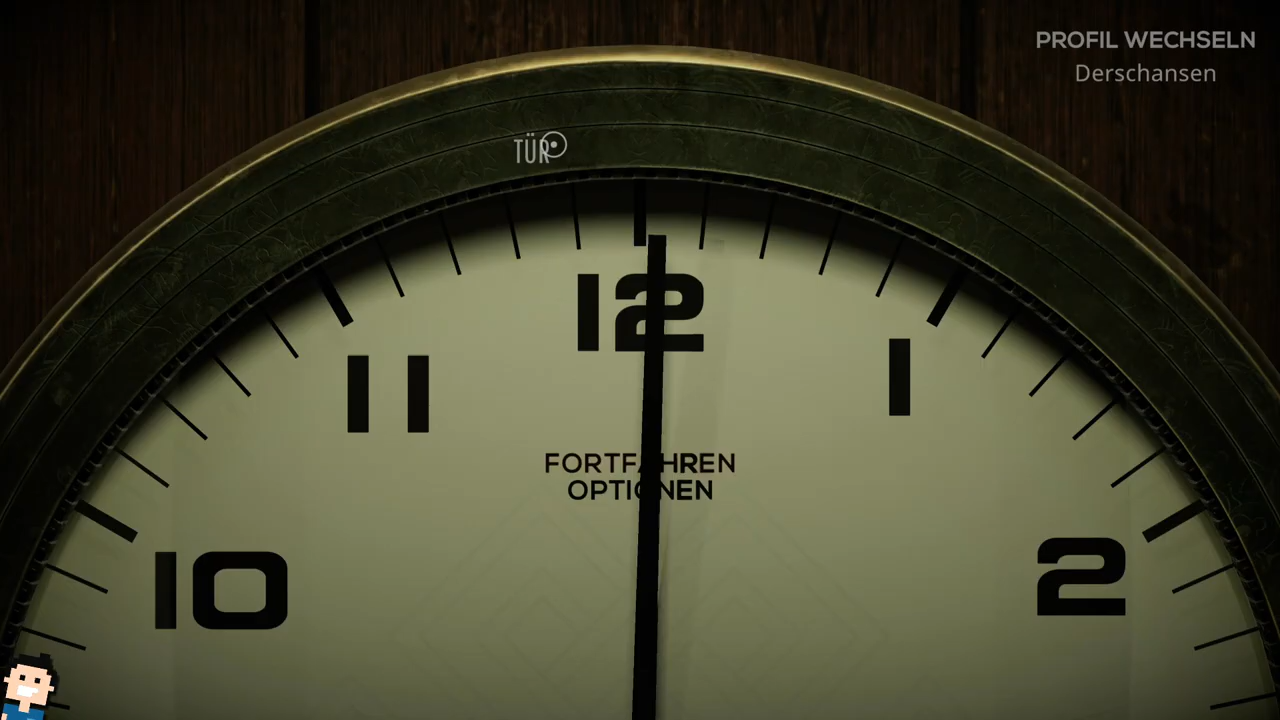 PROFIL WECHSELN
Derschansen
TÜR
12
11
1
FORTFAHREN
OPTIONEN
10
2